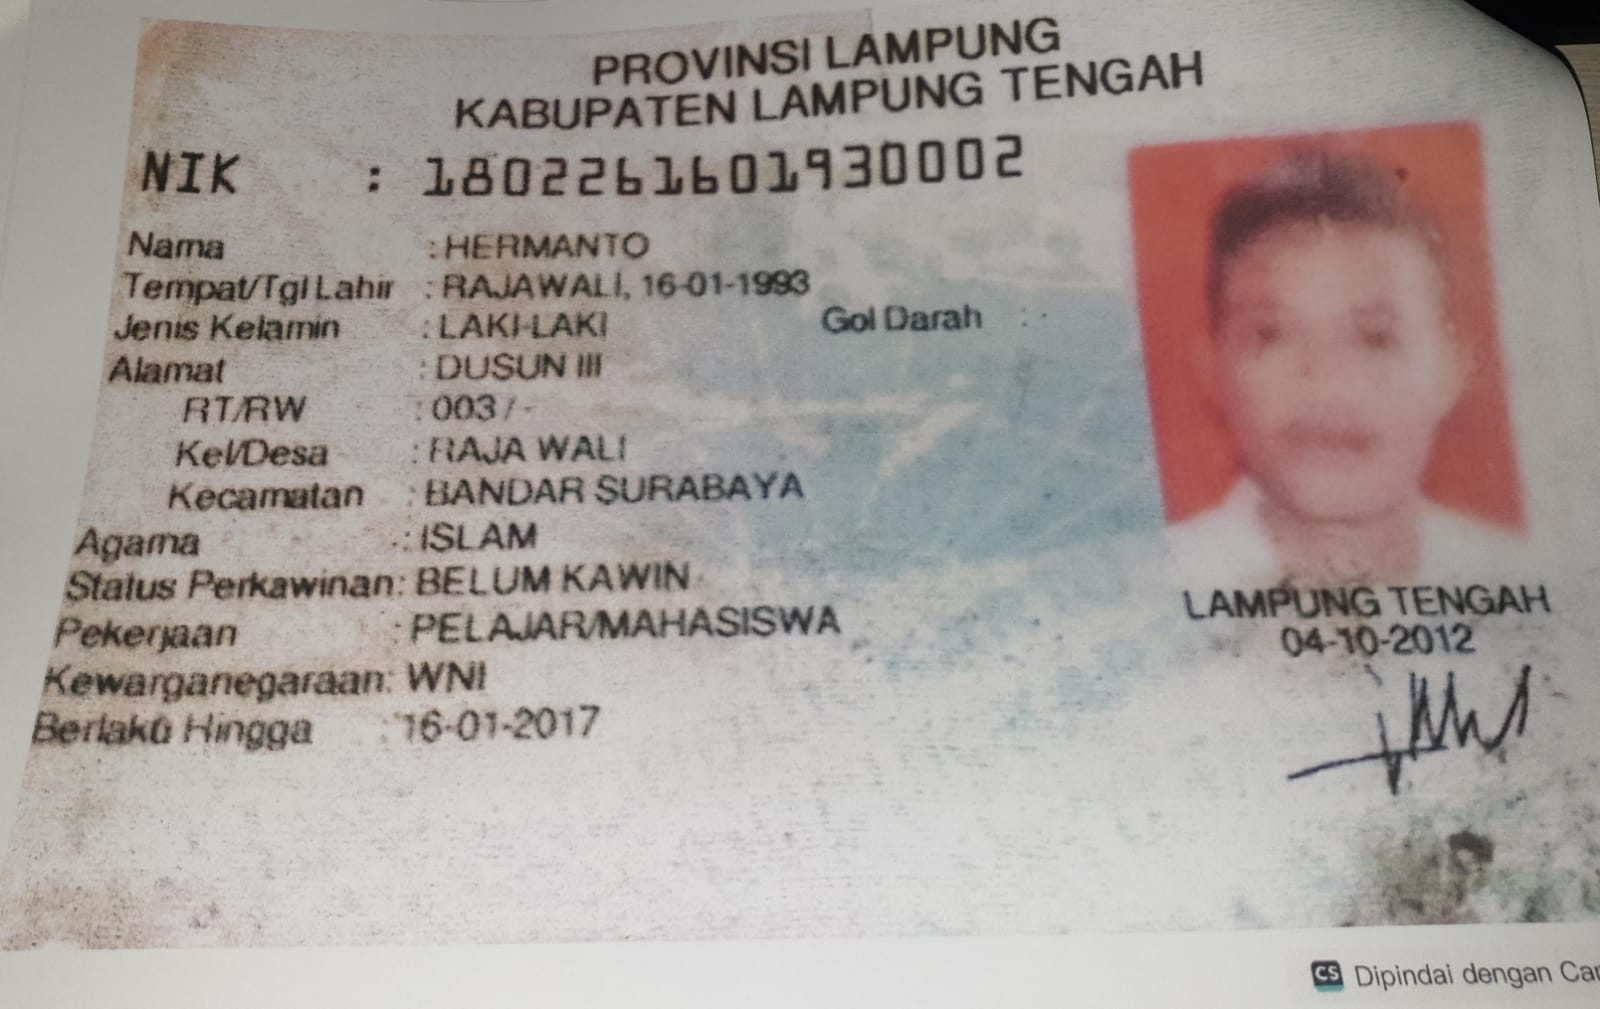 PROVINSI LAMPUNG
KABUPATEN LAMPUNG TENGAH
NIK : 1802261601930002
Nama : HERMANTO
Tempat/Tgl Lahir : RAJAWALI, 16-01-1993
Jenis Kelamin : LAKI-LAKI Gol Darah : -
Alamat : DUSUN III
RT/RW : 003 / -
Kel/Desa : RAJA WALI
Kecamatan : BANDAR SURABAYA
Agama : ISLAM
Status Perkawinan: BELUM KAWIN
Pekerjaan : PELAJAR/MAHASISWA
Kewarganegaraan: WNI
Berlaku Hingga : 16-01-2017
LAMPUNG TENGAH
04-10-2012
CS Dipindai dengan Ca